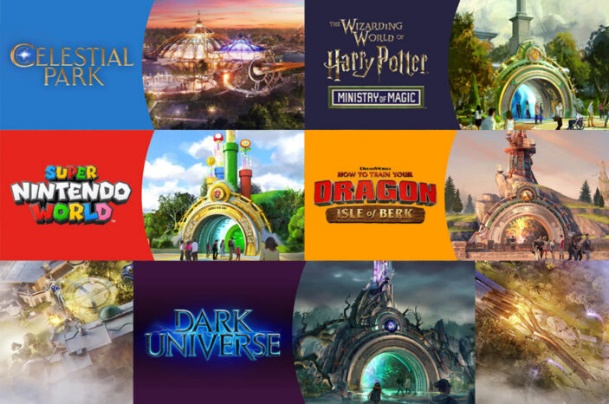 CELESTIAL
PARK
THE WIZARDING
WORLD OF
Harry Potter
MINISTRY of MAGIC
SUPER
NINTENDO
WORLD
TM
DREAMWORKS
HOW TO TRAIN YOUR
DRAGON
ISLE of BERK
DARK
UNIVERSE